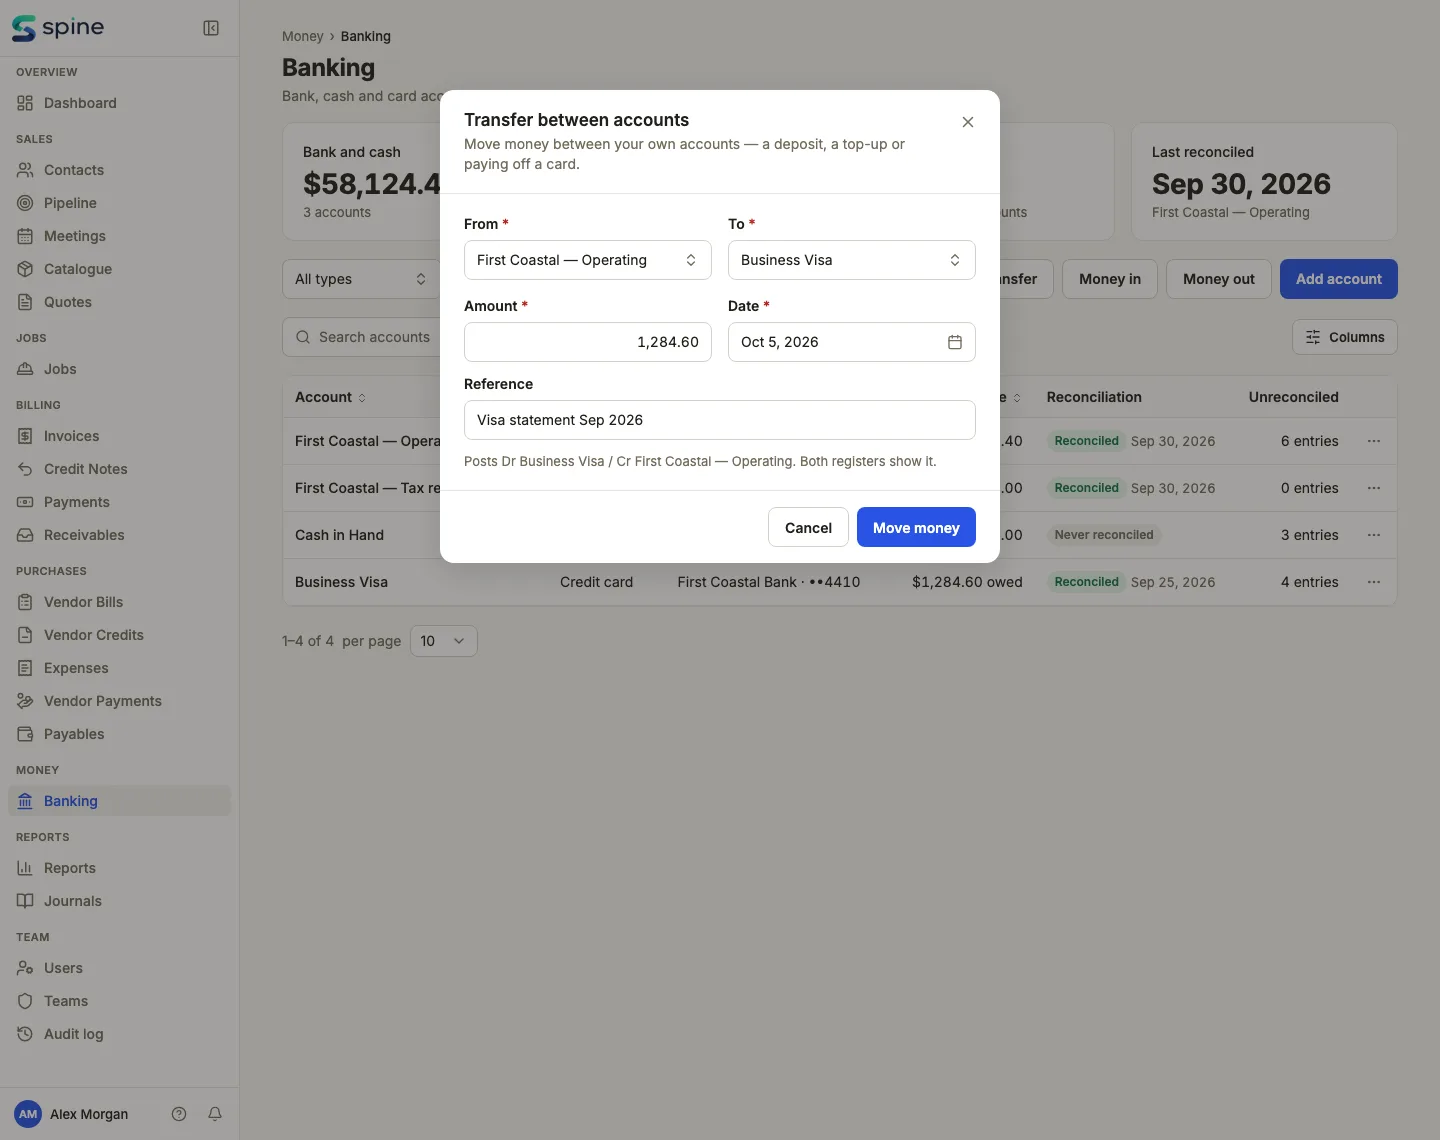 spine
OVERVIEW
Dashboard
SALES
Contacts
Pipeline
Meetings
Catalogue
Quotes
JOBS
Jobs
BILLING
Invoices
Credit Notes
Payments
Receivables
PURCHASES
Vendor Bills
Vendor Credits
Expenses
Vendor Payments
Payables
MONEY
Banking
REPORTS
Reports
Journals
TEAM
Users
Teams
Audit log
AM Alex Morgan
Money › Banking
Banking
Bank, cash and card
Bank and cash
$58,124.4
3 accounts
Last reconciled
Sep 30, 2026
First Coastal — Operating
All types
Money in
Money out
Add account
Search accounts
Columns
Account
Reconciliation
Unreconciled
First Coastal — Opera
.40
Reconciled Sep 30, 2026
6 entries
First Coastal — Tax re
.00
Reconciled Sep 30, 2026
0 entries
Cash in Hand
.00
Never reconciled
3 entries
Business Visa
Credit card
First Coastal Bank · ••4410
$1,284.60 owed
Reconciled Sep 25, 2026
4 entries
1–4 of 4 per page 10
Transfer between accounts
Move money between your own accounts — a deposit, a top-up or
paying off a card.
From *
First Coastal — Operating
To *
Business Visa
Amount *
1,284.60
Date *
Oct 5, 2026
Reference
Visa statement Sep 2026
Posts Dr Business Visa / Cr First Coastal — Operating. Both registers show it.
Cancel
Move money